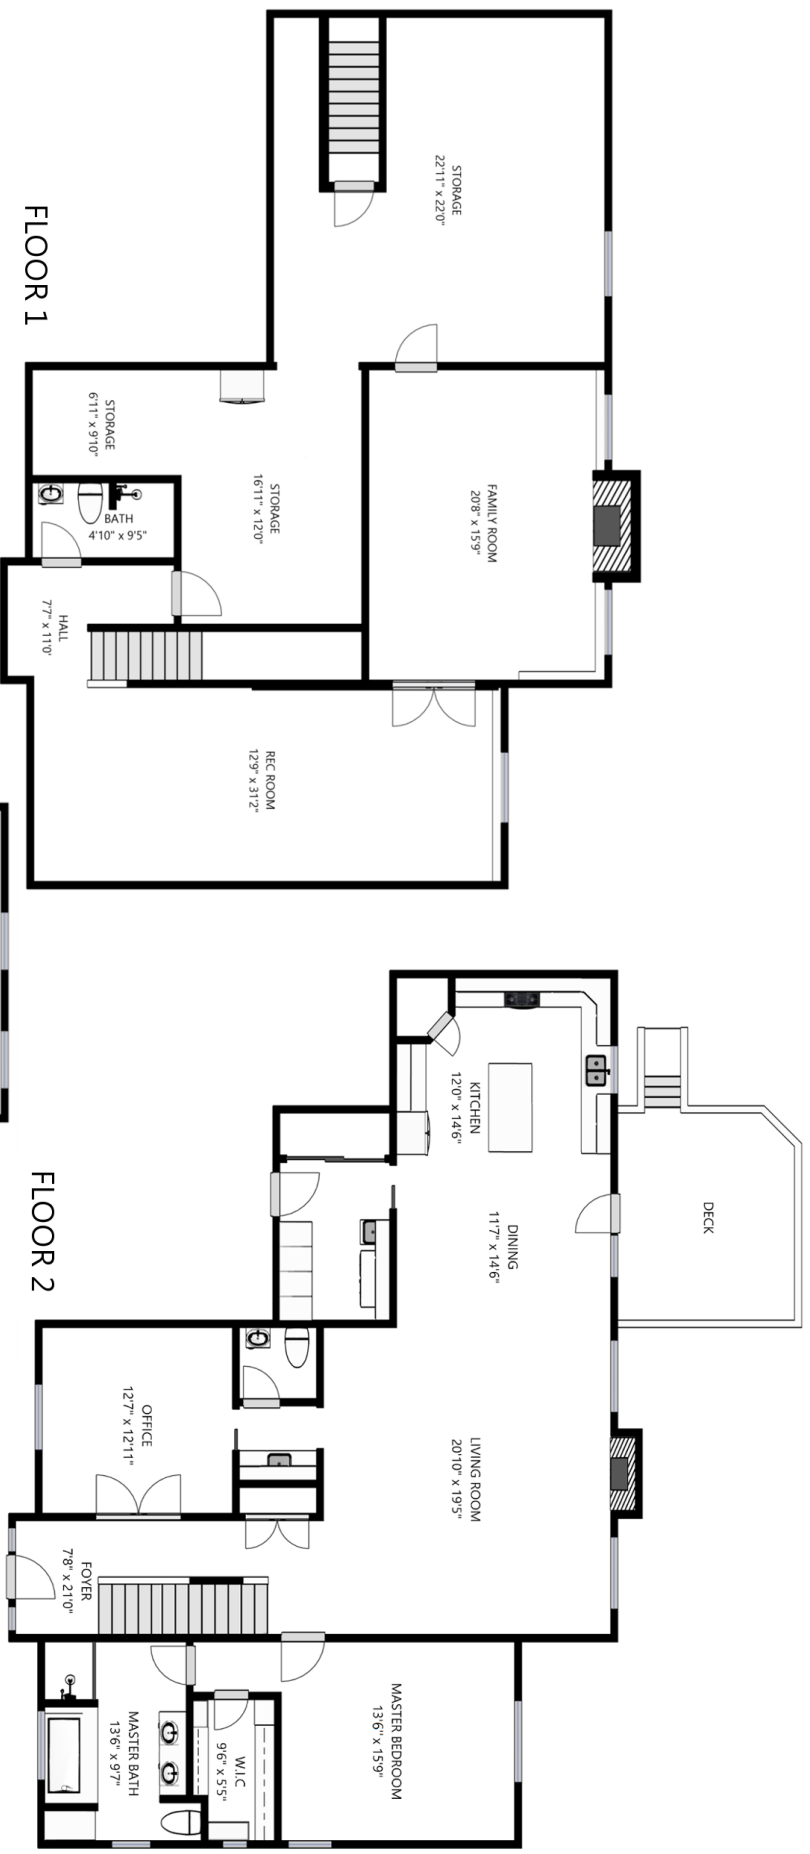 FLOOR 1
STORAGE
22'11" x 22'0"
STORAGE
6'11" x 9'10"
STORAGE
16'11" x 12'0"
FAMILY ROOM
20'8" x 15'9"
BATH
4'10" x 9'5"
HALL
7'7" x 11'0'
REC ROOM
12'9" x 31'2"
FLOOR 2
KITCHEN
12'0" x 14'6"
DECK
DINING
11'7" x 14'6"
OFFICE
12'7" x 12'11"
LIVING ROOM
20'10" x 19'5"
FOYER
7'8" x 21'0"
MASTER BEDROOM
13'6" x 15'9"
MASTER BATH
13'6" x 9'7"
W.I.C
9'6" x 5'5"